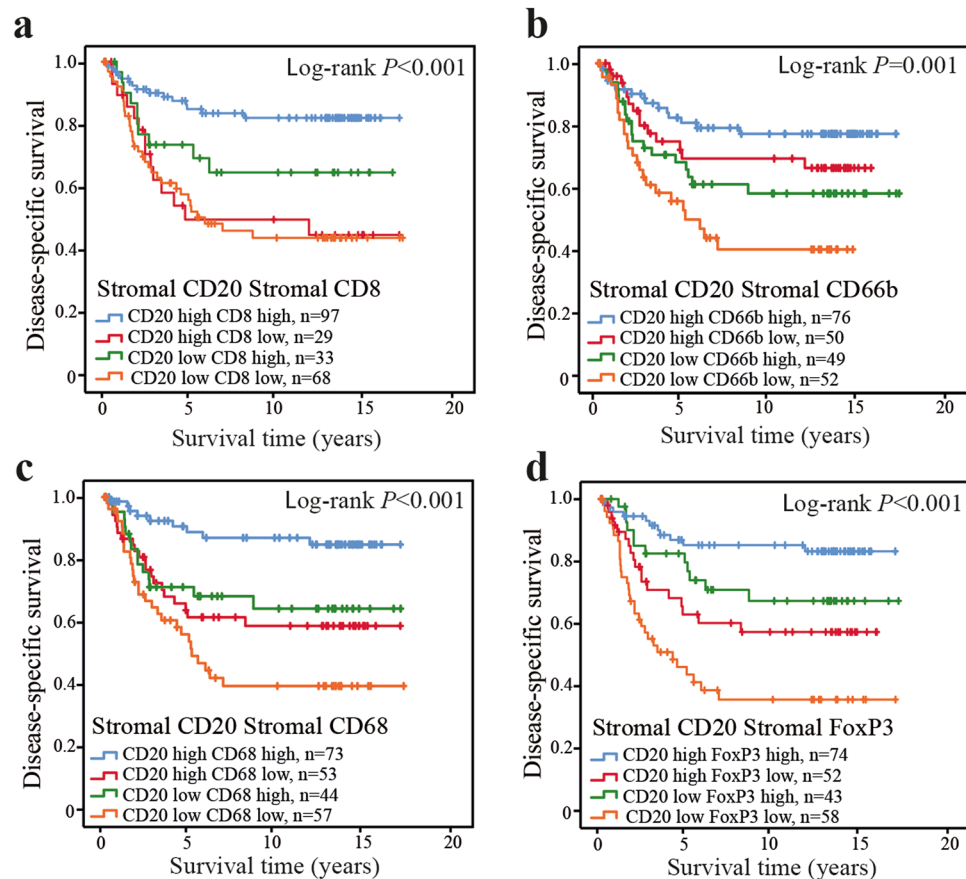 a
Log-rank P<0.001
Disease-specific survival
1.0
0.8
0.6
0.4
0.2
0
Stromal CD20 Stromal CD8
CD20 high CD8 high, n=97
CD20 high CD8 low, n=29
CD20 low CD8 high, n=33
CD20 low CD8 low, n=68
0 5 10 15 20
Survival time (years)
b
Log-rank P=0.001
Disease-specific survival
1.0
0.8
0.6
0.4
0.2
0
Stromal CD20 Stromal CD66b
CD20 high CD66b high, n=76
CD20 high CD66b low, n=50
CD20 low CD66b high, n=49
CD20 low CD66b low, n=52
0 5 10 15 20
Survival time (years)
c
Log-rank P<0.001
Disease-specific survival
1.0
0.8
0.6
0.4
0.2
0
Stromal CD20 Stromal CD68
CD20 high CD68 high, n=73
CD20 high CD68 low, n=53
CD20 low CD68 high, n=44
CD20 low CD68 low, n=57
0 5 10 15 20
Survival time (years)
d
Log-rank P<0.001
Disease-specific survival
1.0
0.8
0.6
0.4
0.2
0
Stromal CD20 Stromal FoxP3
CD20 high FoxP3 high, n=74
CD20 high FoxP3 low, n=52
CD20 low FoxP3 high, n=43
CD20 low FoxP3 low, n=58
0 5 10 15 20
Survival time (years)